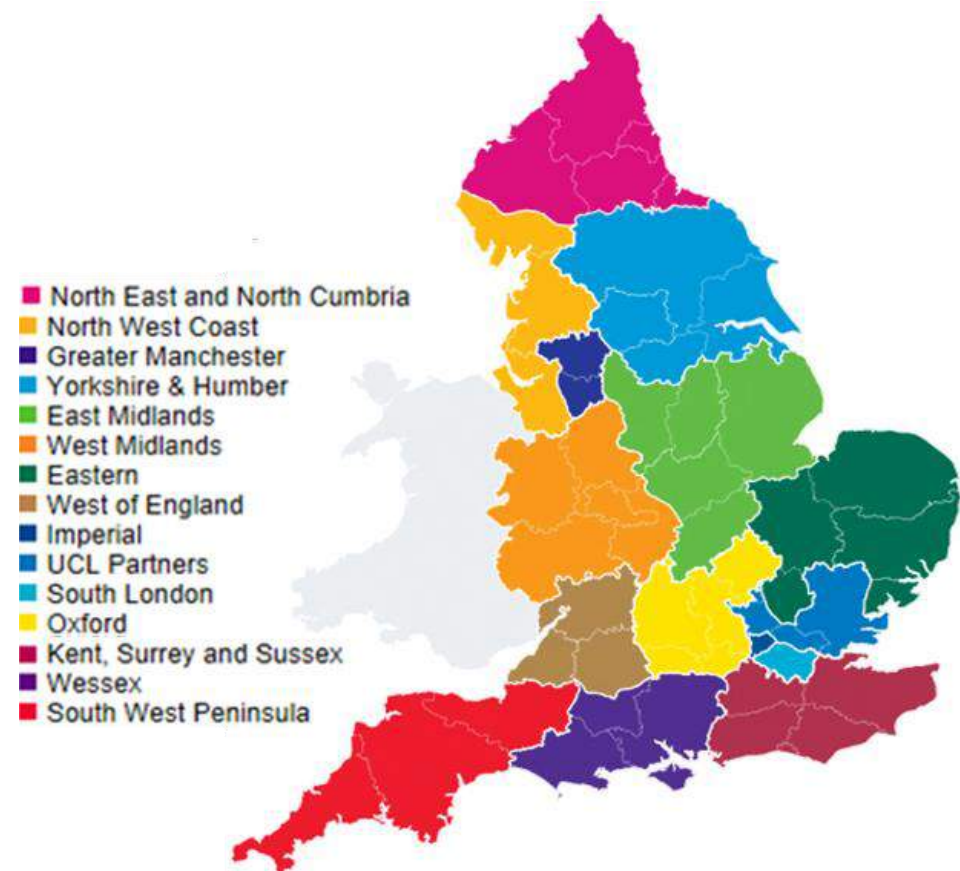 North East and North Cumbria
North West Coast
Greater Manchester
Yorkshire & Humber
East Midlands
West Midlands
Eastern
West of England
Imperial
UCL Partners
South London
Oxford
Kent, Surrey and Sussex
Wessex
South West Peninsula